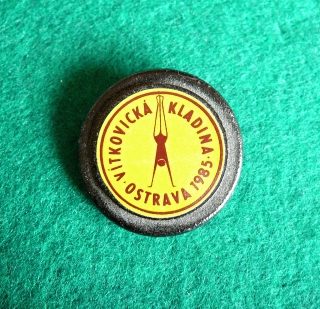 VÍTKOVICKÁ KLADINA
· OSTRAVA 1985 ·